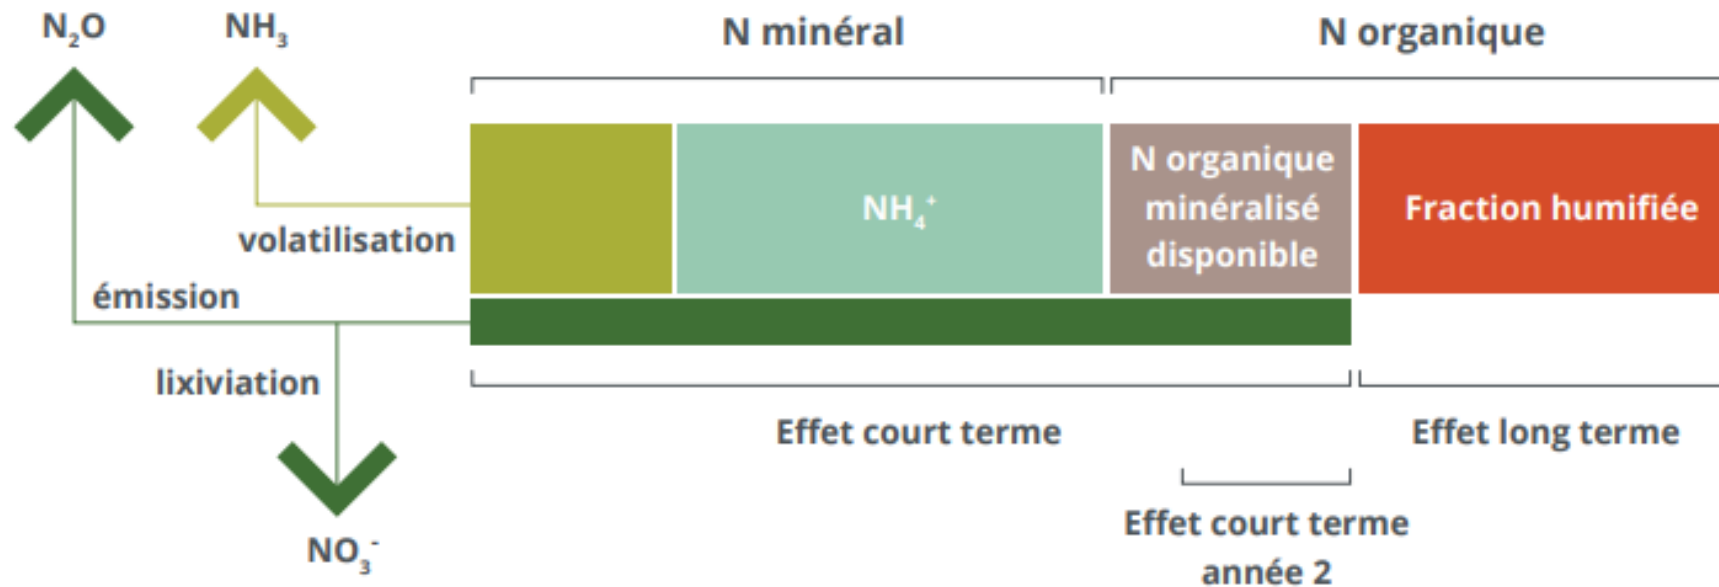 N₂O
NH₃
N minéral
N organique
NH₄⁺
N organique
minéralisé
disponible
Fraction humifiée
volatilisation
émission
lixiviation
Effet court terme
Effet long terme
Effet court terme
année 2
NO₃⁻